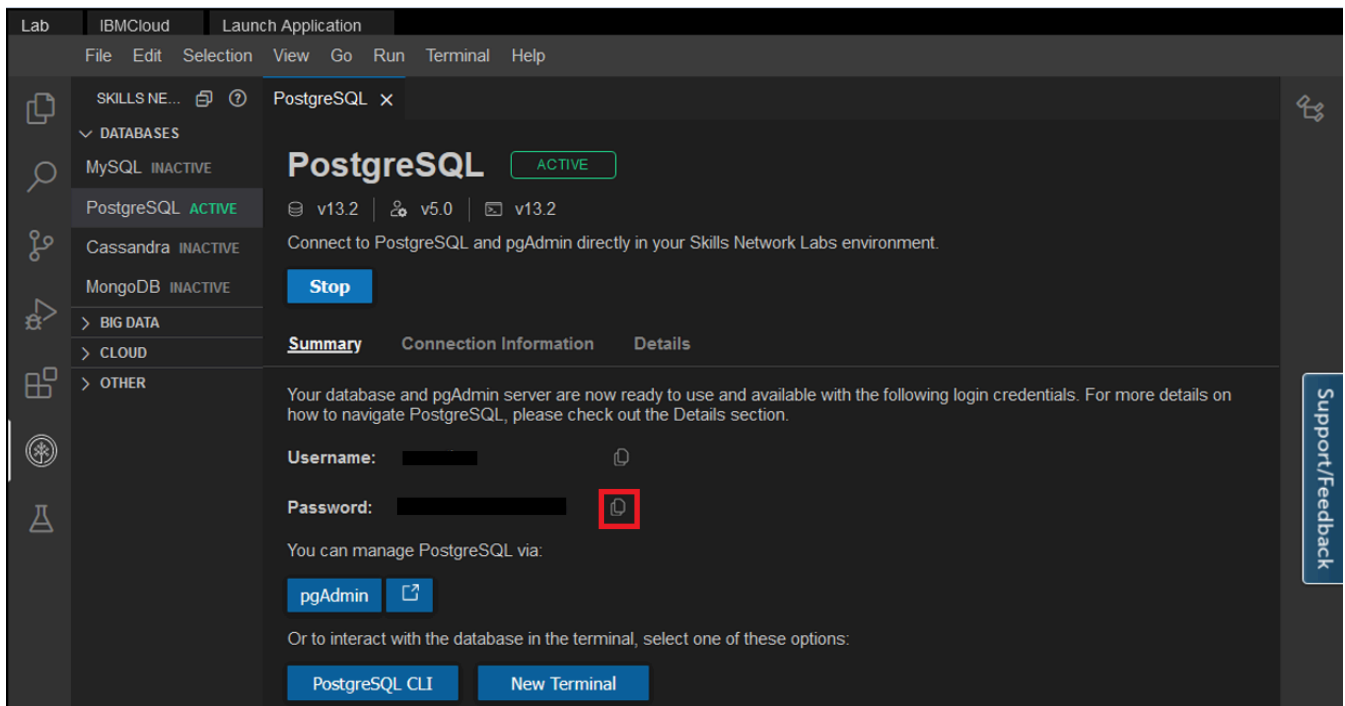 Lab IBMCloud Launch Application
File Edit Selection View Go Run Terminal Help
SKILLS NE...
DATABASES
MySQL INACTIVE
PostgreSQL ACTIVE
Cassandra INACTIVE
MongoDB INACTIVE
BIG DATA
CLOUD
OTHER
PostgreSQL
PostgreSQL ACTIVE
v13.2 v5.0 v13.2
Connect to PostgreSQL and pgAdmin directly in your Skills Network Labs environment.
Stop
Summary Connection Information Details
Your database and pgAdmin server are now ready to use and available with the following login credentials. For more details on
how to navigate PostgreSQL, please check out the Details section.
Username:
Password:
You can manage PostgreSQL via:
pgAdmin
Or to interact with the database in the terminal, select one of these options:
PostgreSQL CLI New Terminal
Support/Feedback